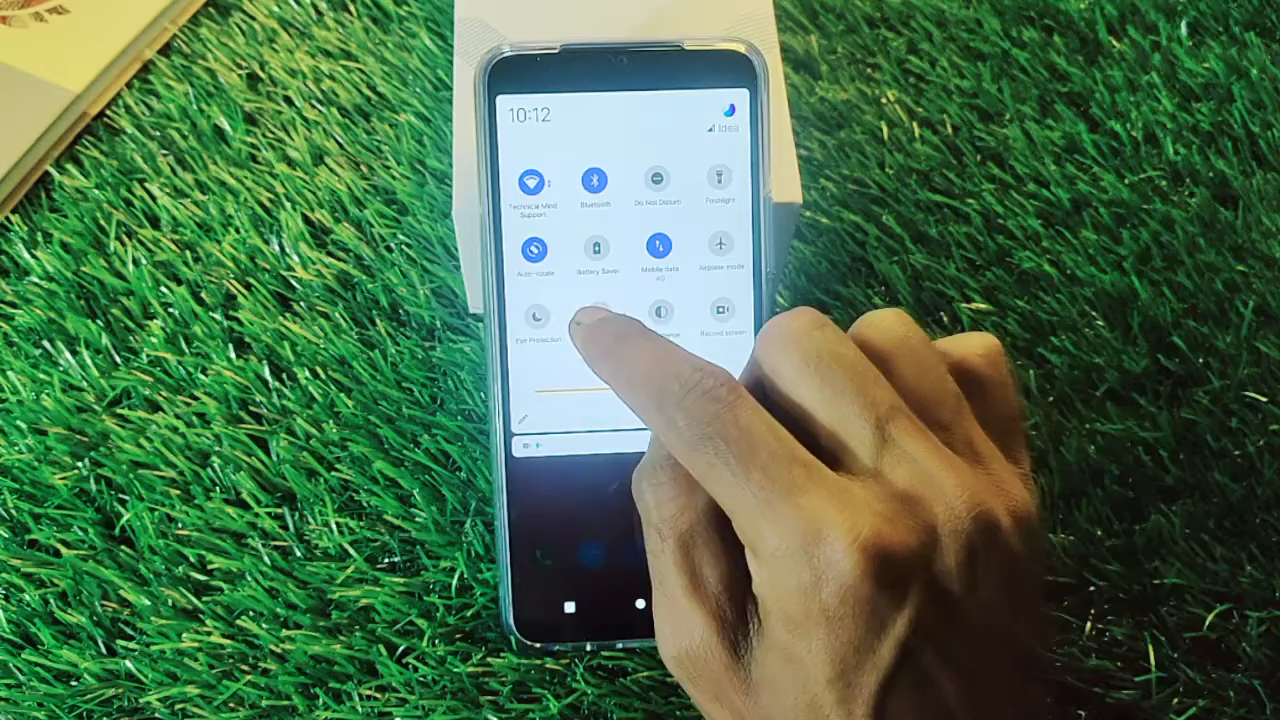 10:12
Idea
Technical Mind Support
Bluetooth
Do Not Disturb
Flashlight
Auto-rotate
Battery Saver
Mobile data
4G
Airplane mode
Eye Protection
Record screen